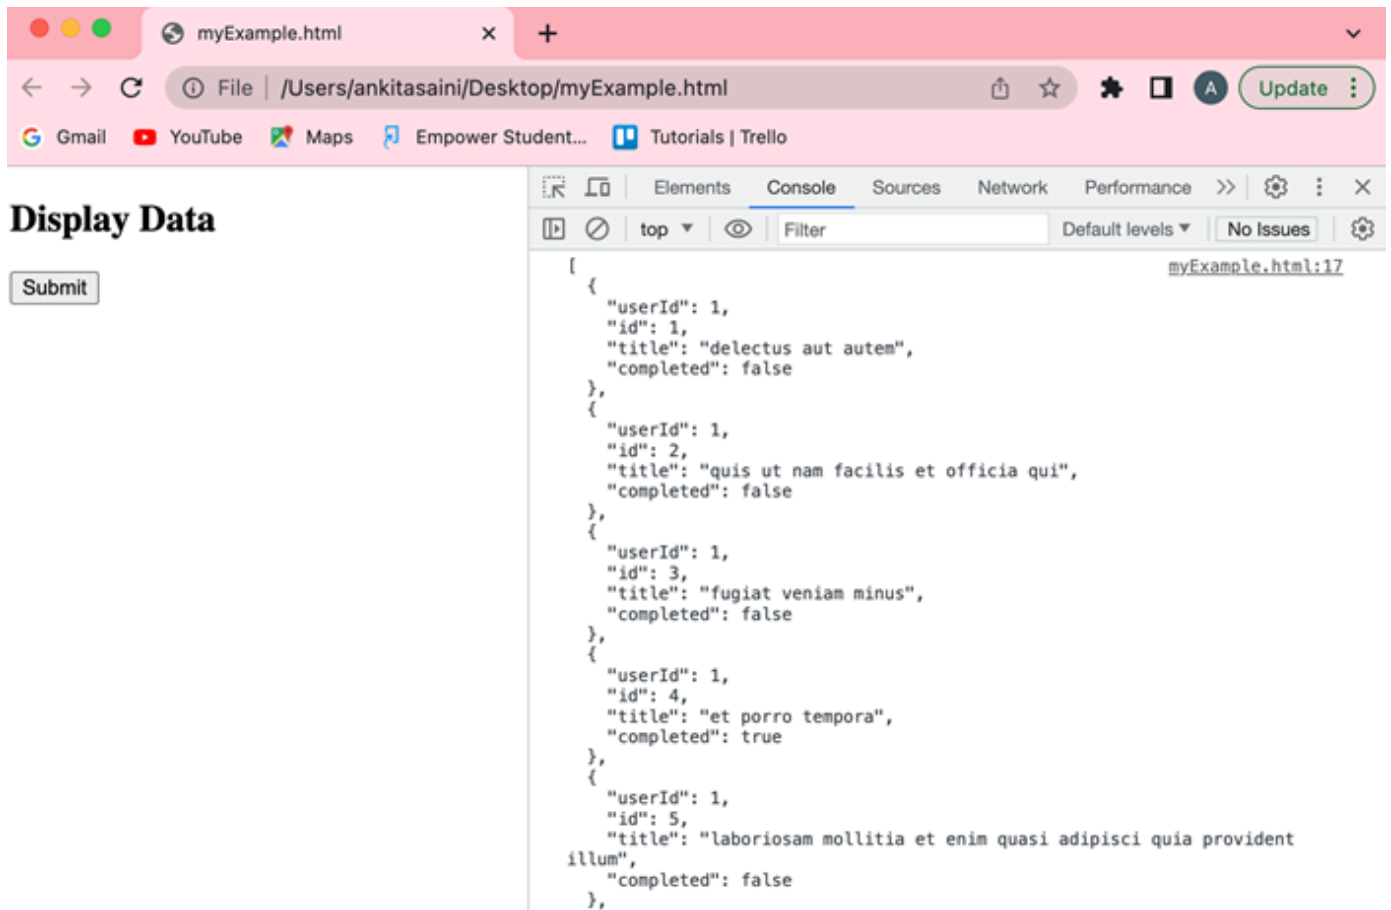 myExample.html
File | /Users/ankitasaini/Desktop/myExample.html
A
Update
Gmail
YouTube
Maps
Empower Student...
Tutorials | Trello
Display Data
Submit
Elements Console Sources Network Performance
top
Filter
Default levels
No Issues
myExample.html:17
[
{
"userId": 1,
"id": 1,
"title": "delectus aut autem",
"completed": false
},
{
"userId": 1,
"id": 2,
"title": "quis ut nam facilis et officia qui",
"completed": false
},
{
"userId": 1,
"id": 3,
"title": "fugiat veniam minus",
"completed": false
},
{
"userId": 1,
"id": 4,
"title": "et porro tempora",
"completed": true
},
{
"userId": 1,
"id": 5,
"title": "laboriosam mollitia et enim quasi adipisci quia provident
illum",
"completed": false
},